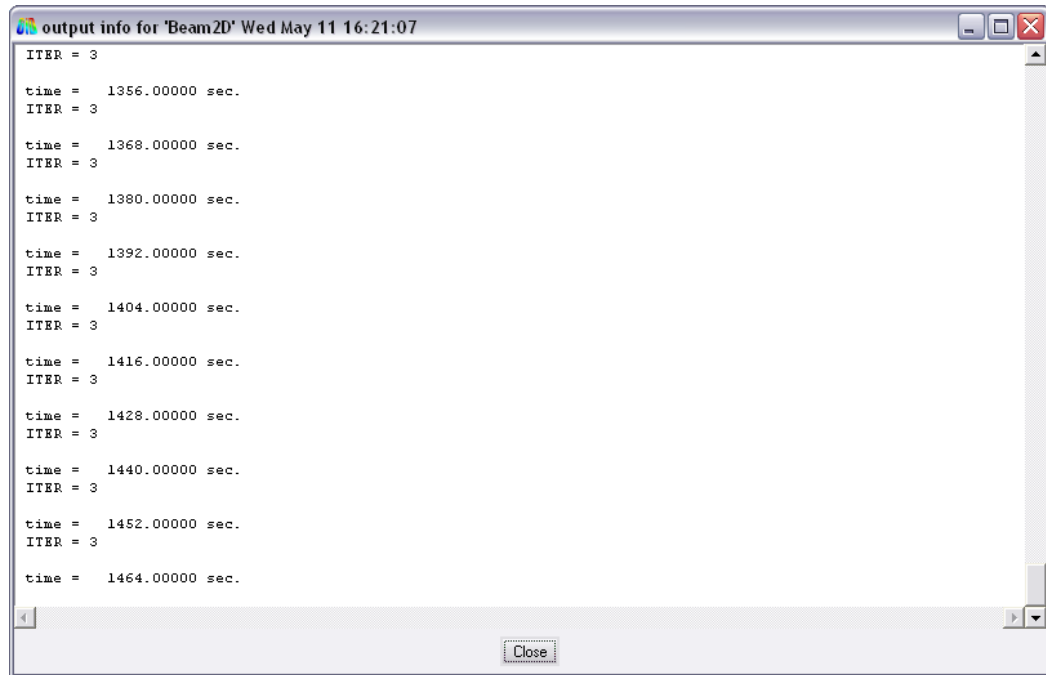 output info for 'Beam2D' Wed May 11 16:21:07
ITER = 3
time =   1356.00000 sec.
ITER = 3
time =   1368.00000 sec.
ITER = 3
time =   1380.00000 sec.
ITER = 3
time =   1392.00000 sec.
ITER = 3
time =   1404.00000 sec.
ITER = 3
time =   1416.00000 sec.
ITER = 3
time =   1428.00000 sec.
ITER = 3
time =   1440.00000 sec.
ITER = 3
time =   1452.00000 sec.
ITER = 3
time =   1464.00000 sec.
Close